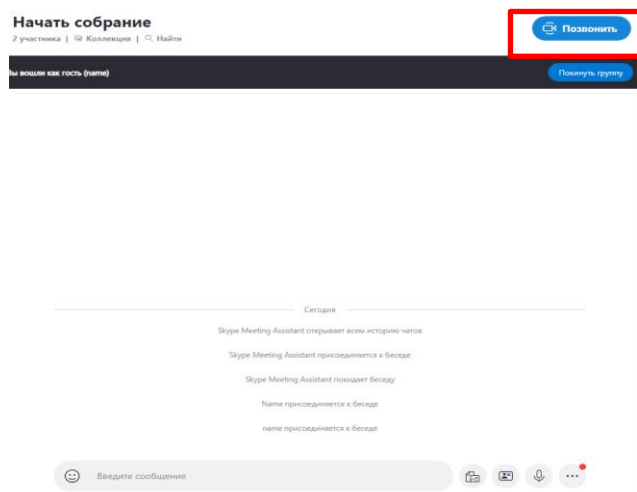 Начать собрание
2 участника | Коллекция | Найти
Позвонить
Вы вошли как гость (name)
Покинуть группу
Сегодня
Skype Meeting Assistant открывает всем историю чатов
Skype Meeting Assistant присоединяется к беседе
Skype Meeting Assistant покидает беседу
Name присоединяется к беседе
name присоединяется к беседе
Введите сообщение